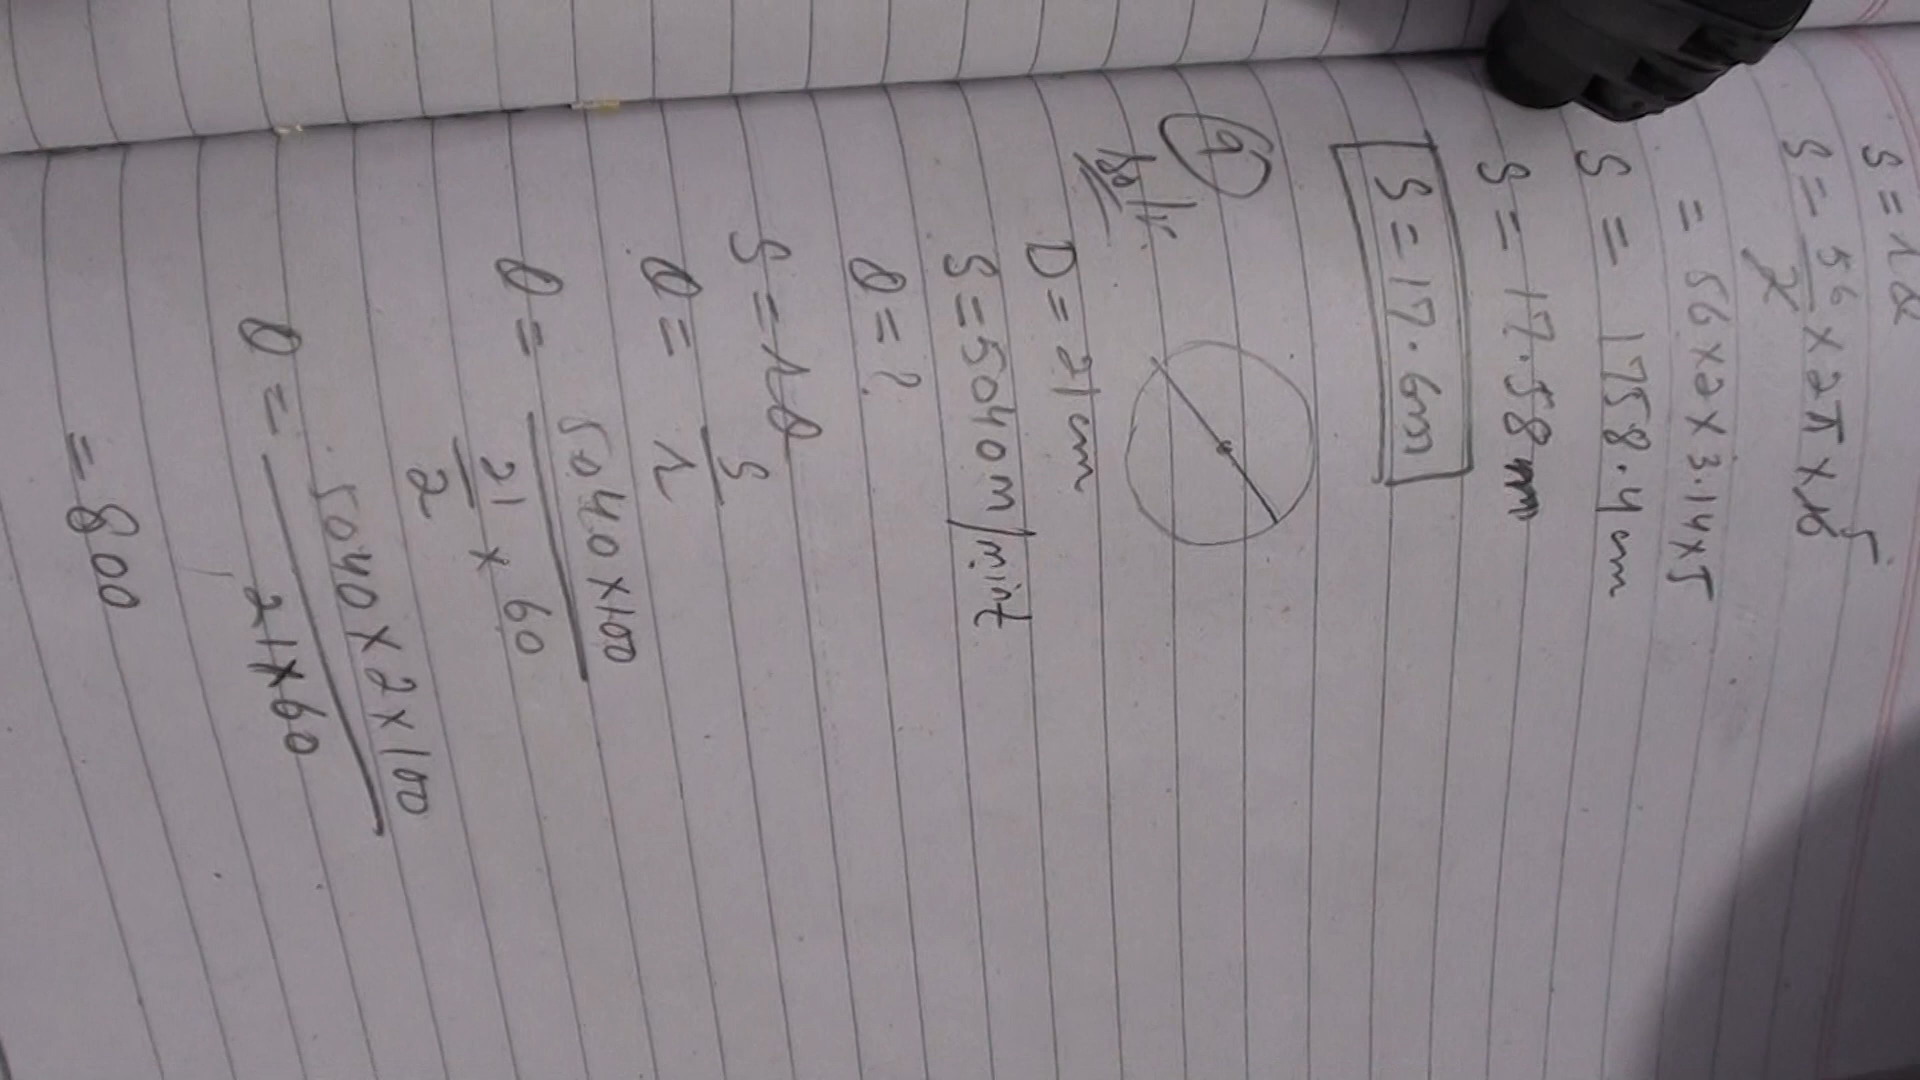 S = rθ
S = 56/2 × 2π × 10 5
= 56 × 2 × 3.14 × 5
S = 1758.4 cm
S = 17.58 m
S = 17.6m
9
Sol:
D = 21 cm
S = 5040 m/mint
θ = ?
S = rθ
θ = S/r
θ = 5040 × 100 / 21/2 × 60
θ = 5040 × 2 × 100 / 21 × 60
= 800